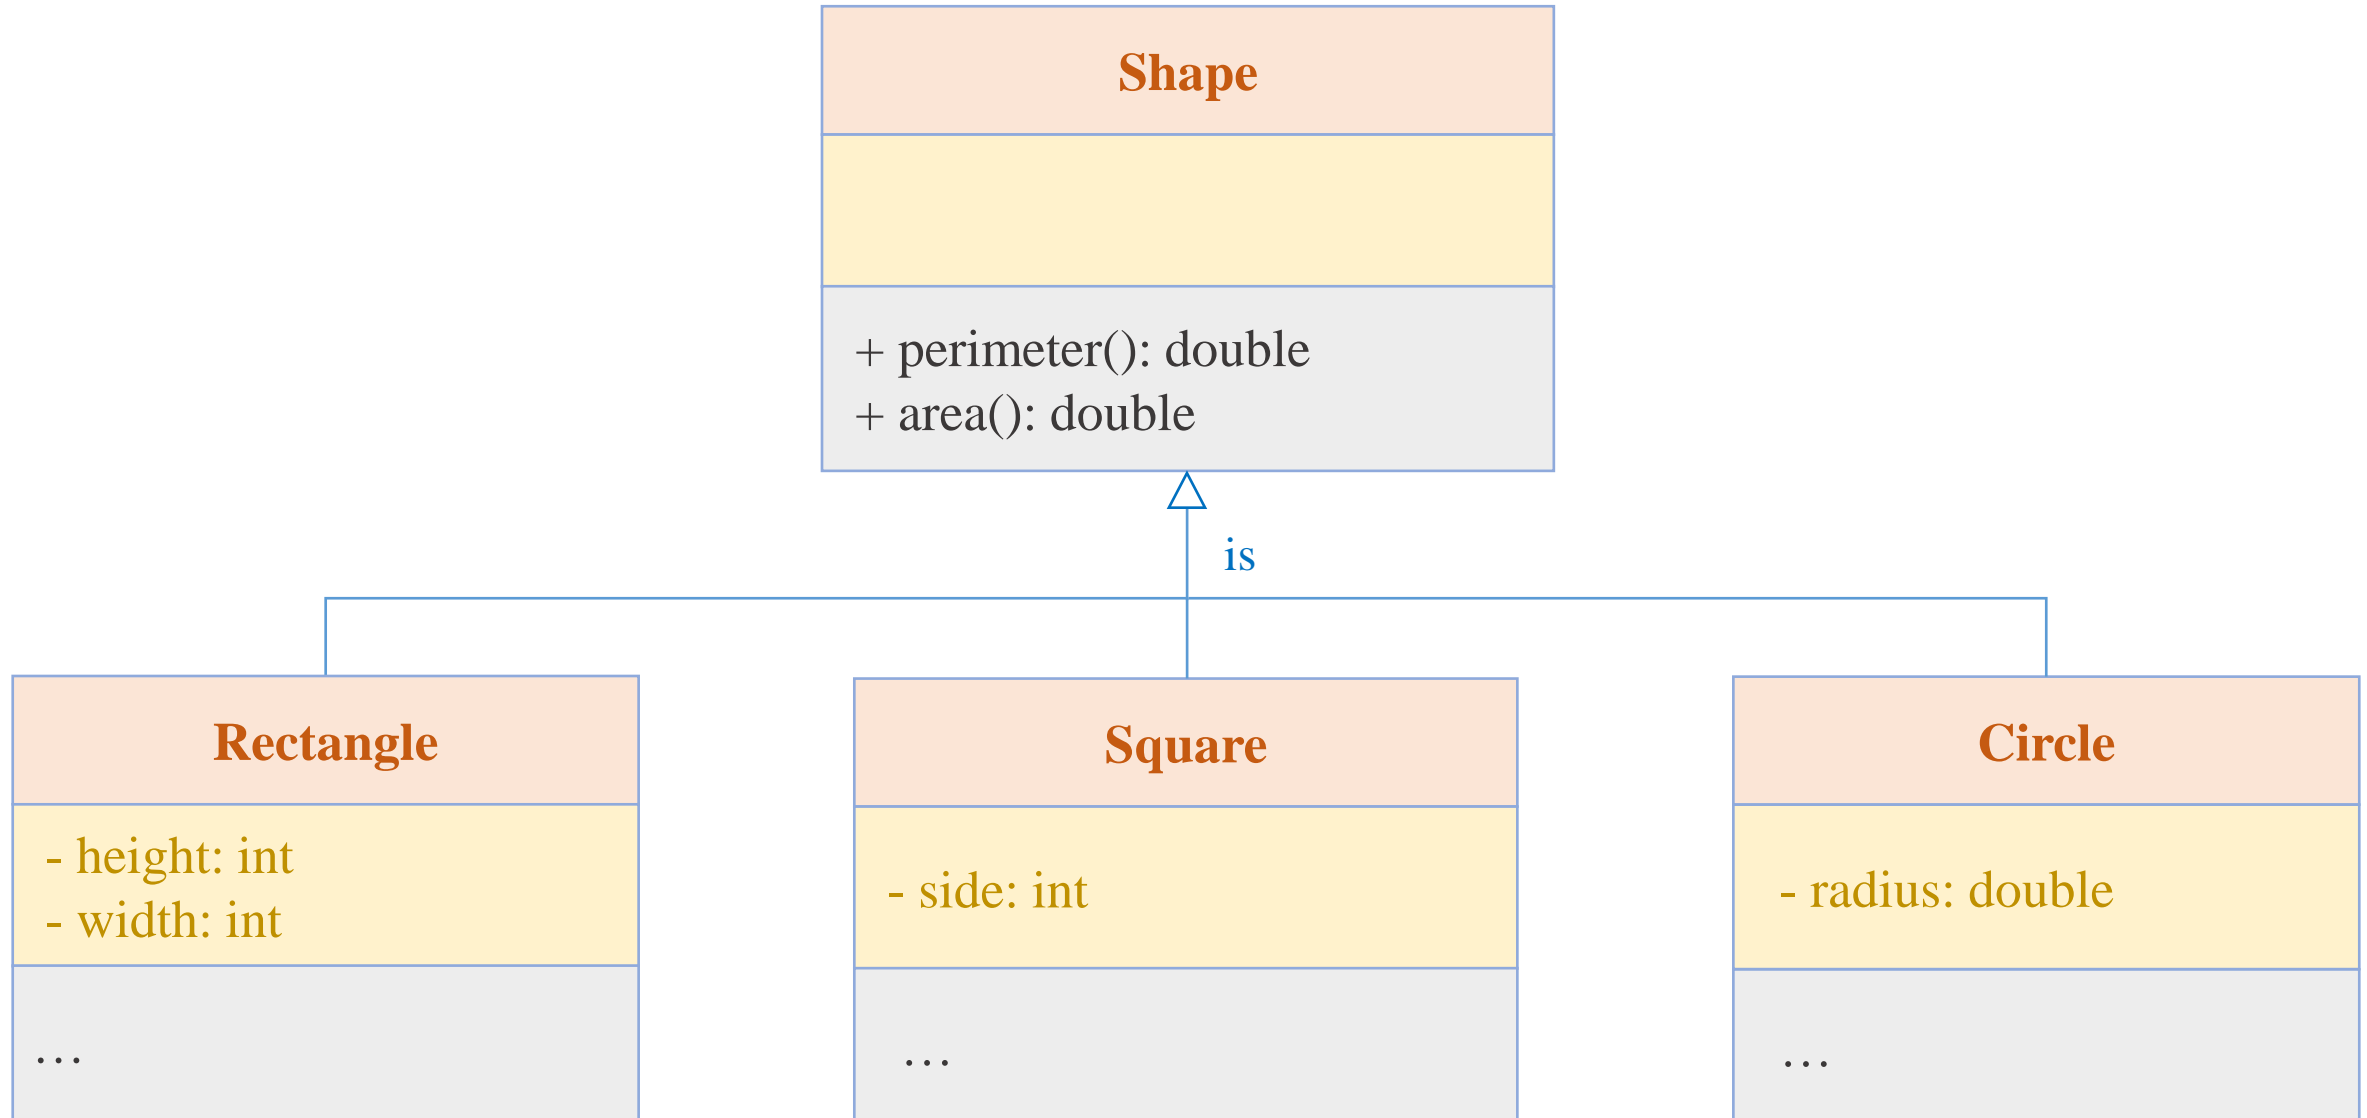 Shape
+ perimeter(): double
+ area(): double
is
Rectangle
- height: int
- width: int
…
Square
- side: int
…
Circle
- radius: double
…